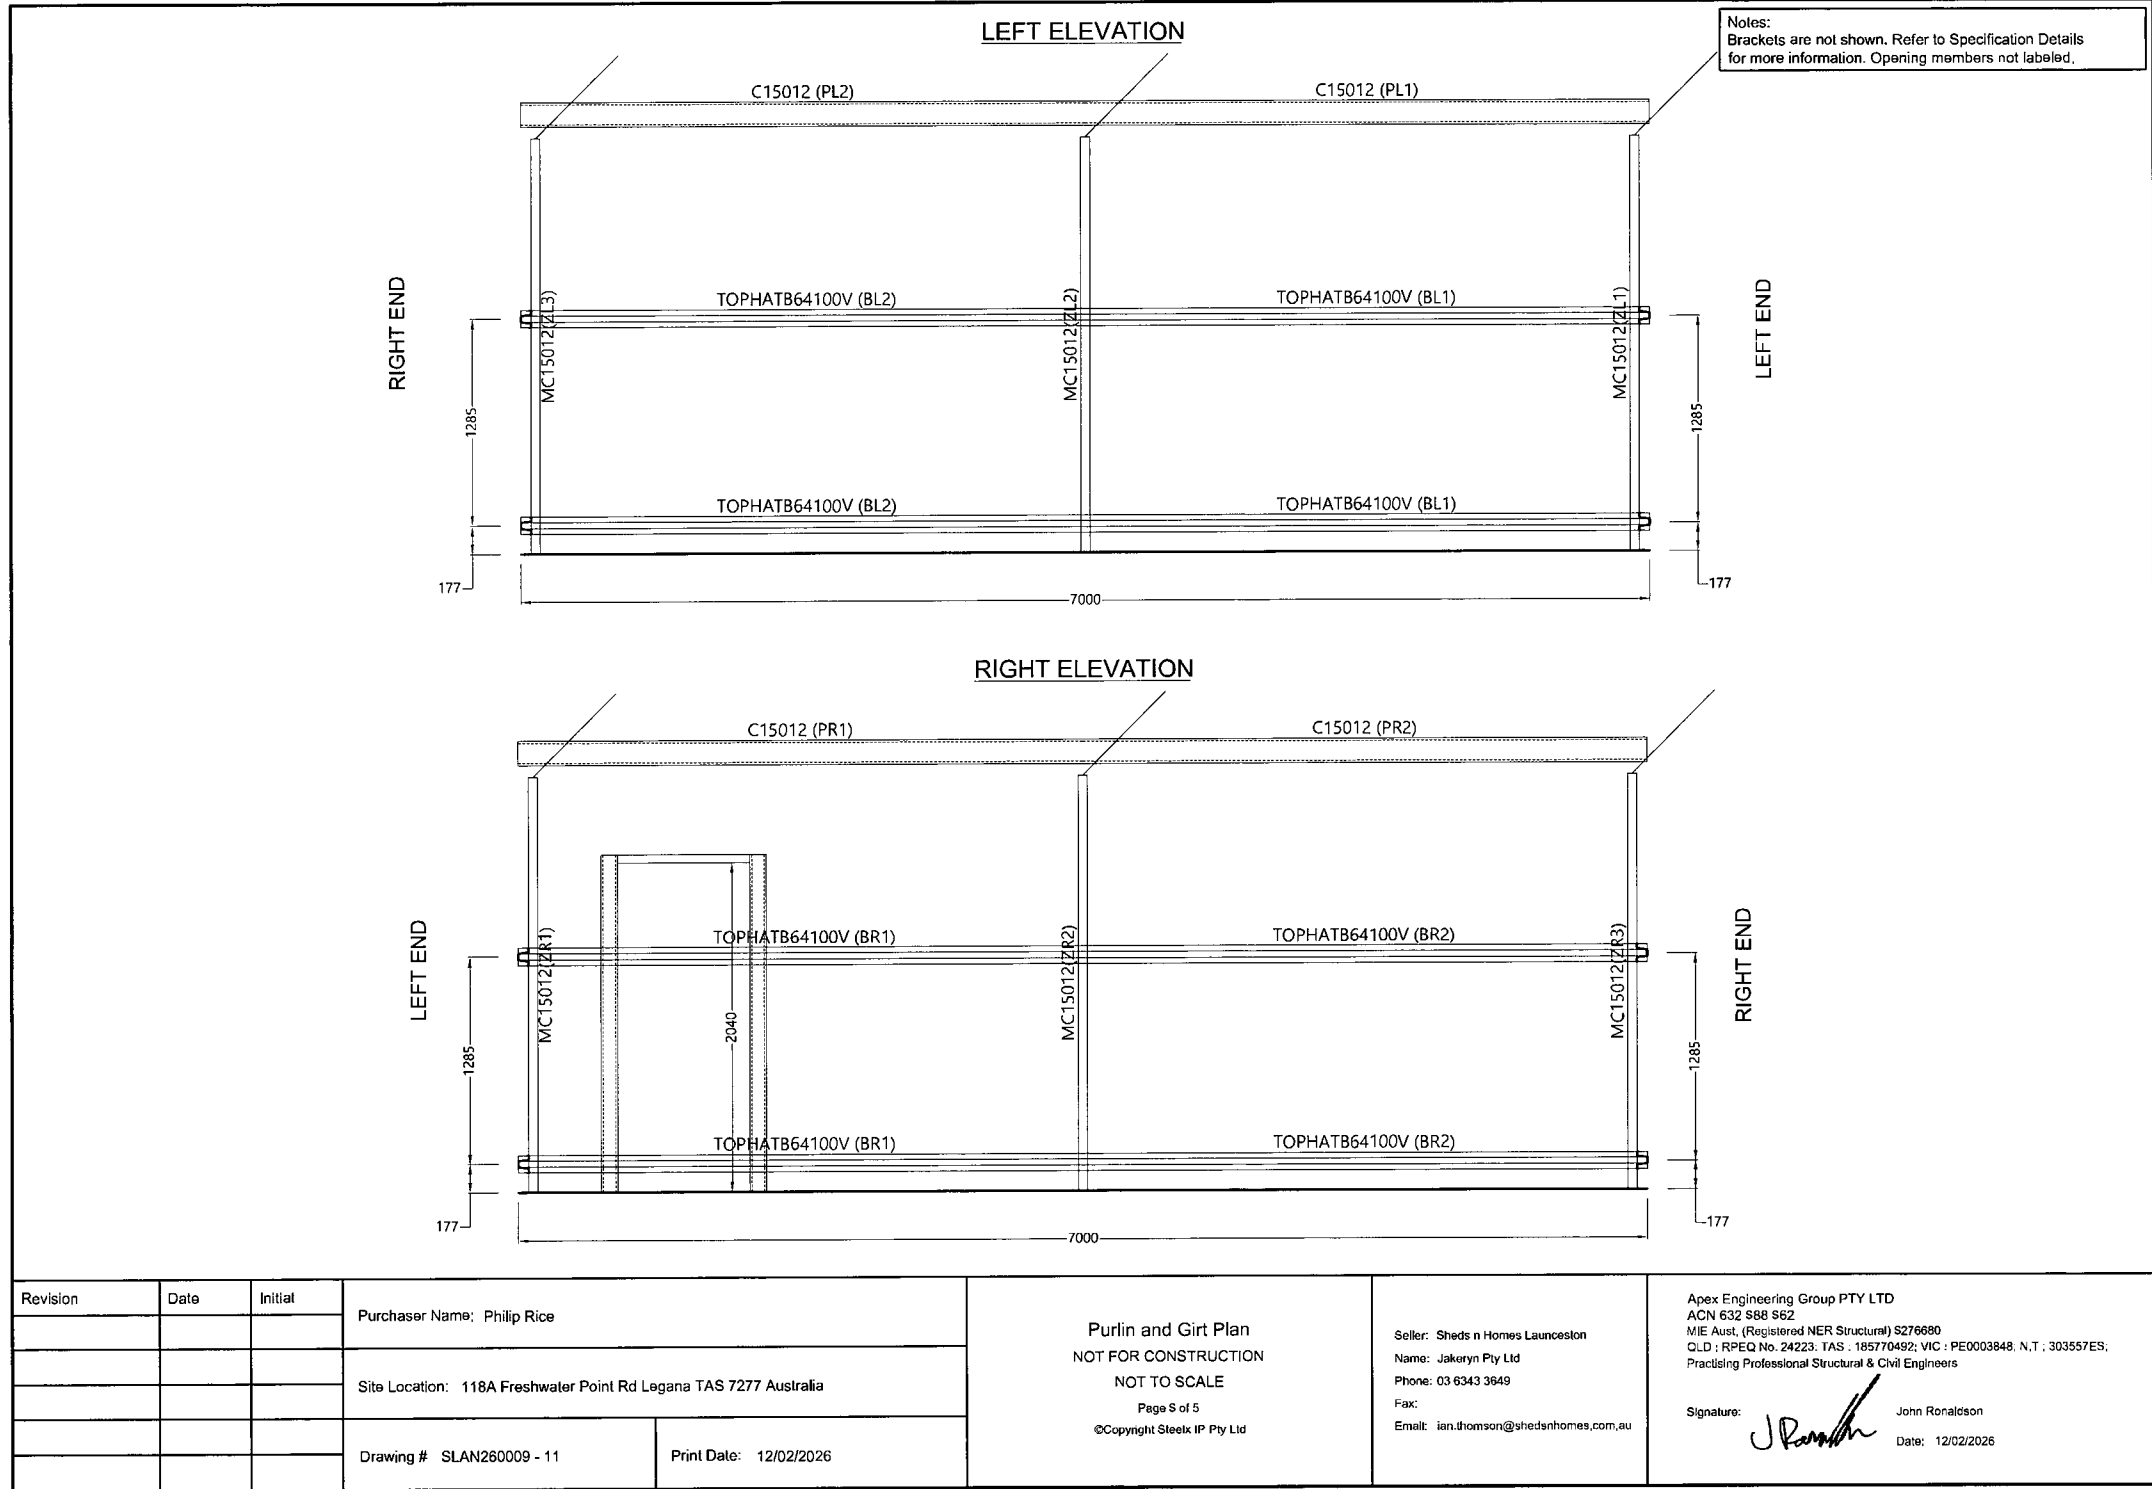 LEFT ELEVATION
Notes:
Brackets are not shown. Refer to Specification Details
for more information. Opening members not labeled.
C15012 (PL2)
C15012 (PL1)
RIGHT END
MC15012(ZL3)
TOPHATB64100V (BL2)
MC15012(ZL2)
TOPHATB64100V (BL1)
MC15012(ZL1)
LEFT END
1285
1285
TOPHATB64100V (BL2)
TOPHATB64100V (BL1)
177
177
7000
RIGHT ELEVATION
C15012 (PR1)
C15012 (PR2)
LEFT END
MC15012(ZR1)
TOPHATB64100V (BR1)
MC15012(ZR2)
TOPHATB64100V (BR2)
MC15012(ZR3)
RIGHT END
1285
2040
1285
TOPHATB64100V (BR1)
TOPHATB64100V (BR2)
177
177
7000
Revision
Date
Initial
Purchaser Name: Philip Rice
Site Location: 118A Freshwater Point Rd Legana TAS 7277 Australia
Drawing # SLAN260009 - 11
Print Date: 12/02/2026
Purlin and Girt Plan
NOT FOR CONSTRUCTION
NOT TO SCALE
Page S of 5
©Copyright Steelx IP Pty Ltd
Seller: Sheds n Homes Launceston
Name: Jakeryn Pty Ltd
Phone: 03 6343 3649
Fax:
Email: ian.thomson@shedsnhomes,com,au
Apex Engineering Group PTY LTD
ACN 632 S88 S62
MIE Aust, (Registered NER Structural) S276680
QLD : RPEQ No. 24223: TAS : 185770492; VIC : PE0003848; N,T ; 303557ES;
Practising Professional Structural & Civil Engineers
Signature:
John Ronaldson
Date: 12/02/2026